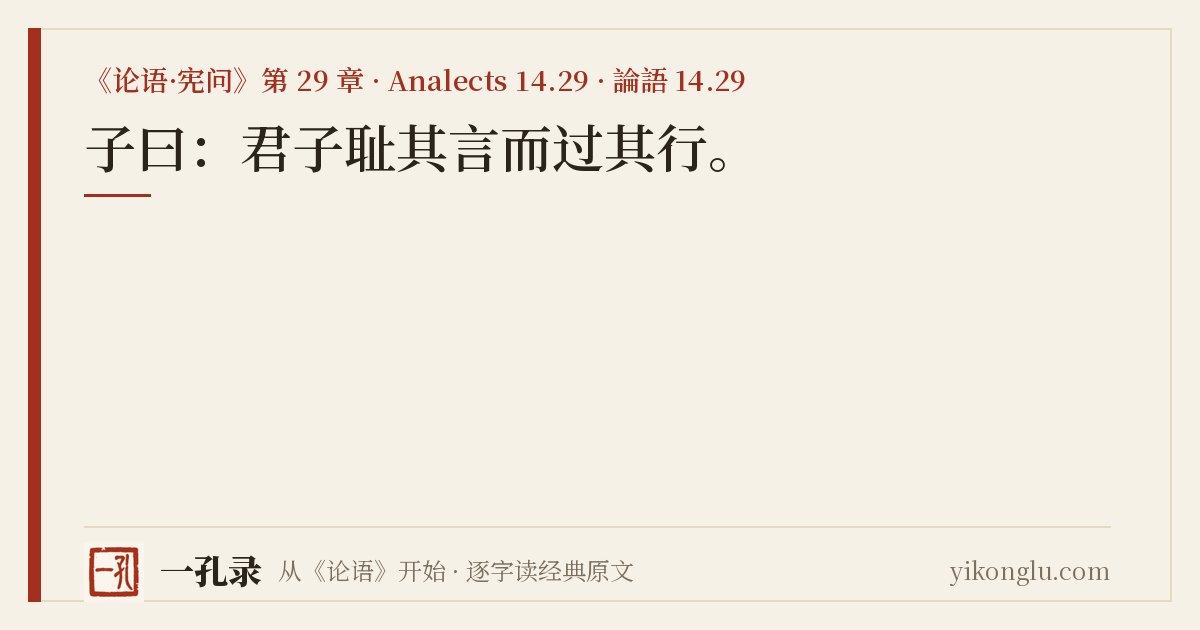 《论语·宪问》第 29 章 · Analects 14.29 · 論語 14.29
子曰：君子耻其言而过其行。
一孔
一孔录 从《论语》开始 · 逐字读经典原文 yikonglu.com